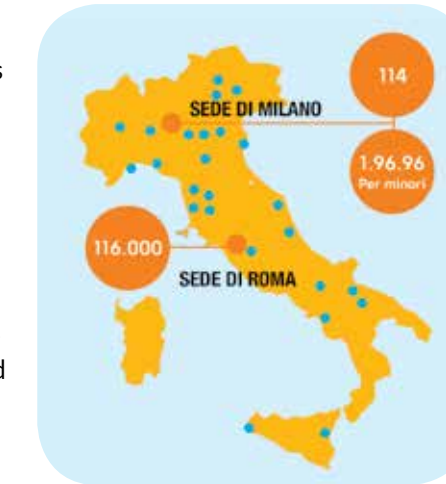 s
114
SEDE DI MILANO
1.96.96
Per minori
116.000
SEDE DI ROMA
d